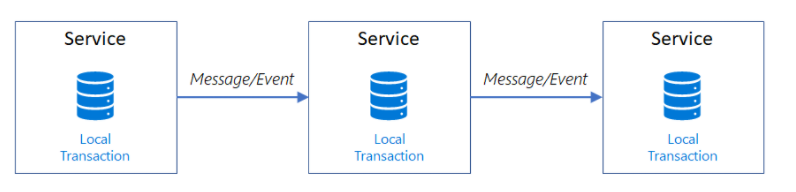 Service
Local
Transaction
Message/Event
Service
Local
Transaction
Message/Event
Service
Local
Transaction